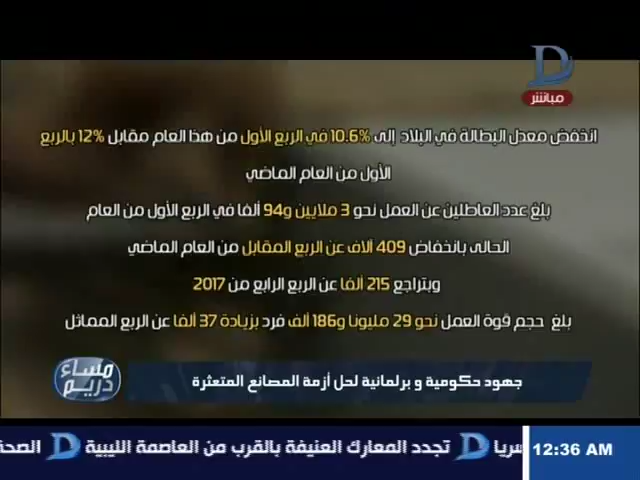 مباشر
انخفض معدل البطالة في البلاد إلى 10.6% في الربع الأول من هذا العام مقابل 12% بالربع
الأول من العام الماضي
بلغ عدد العاطلين عن العمل نحو 3 ملايين و94 ألفا في الربع الأول من العام
الحالى بانخفاض 409 آلاف عن الربع المقابل من العام الماضي
وبتراجع 215 ألفا عن الربع الرابع من 2017
بلغ حجم قوة العمل نحو 29 مليونا و186 ألف فرد بزيادة 37 ألفا عن الربع المماثل
جهود حكومية و برلمانية لحل أزمة المصانع المتعثرة
مساء دريم
سريا تجدد المعارك العنيفة بالقرب من العاصمة الليبية الصحة
12:36 AM